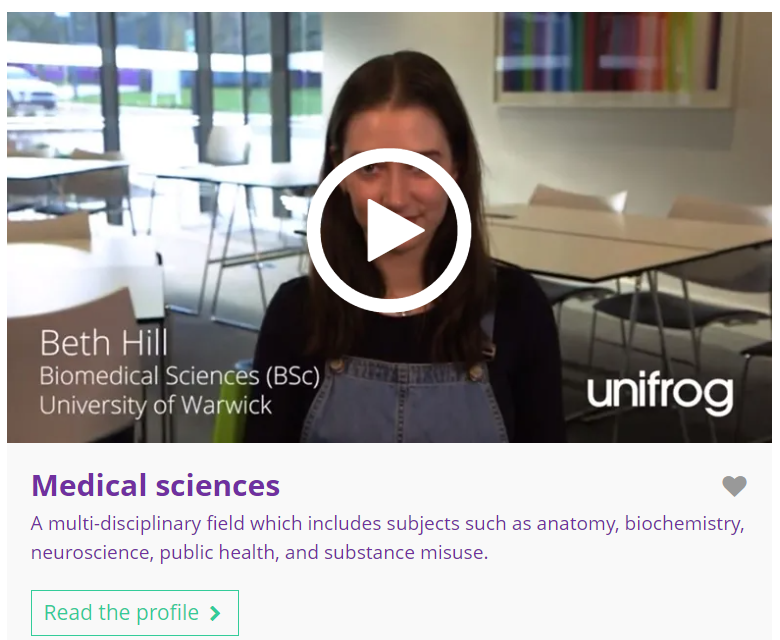 Beth Hill
Biomedical Sciences (BSc)
University of Warwick
unifrog
Medical sciences
A multi-disciplinary field which includes subjects such as anatomy, biochemistry,
neuroscience, public health, and substance misuse.
Read the profile